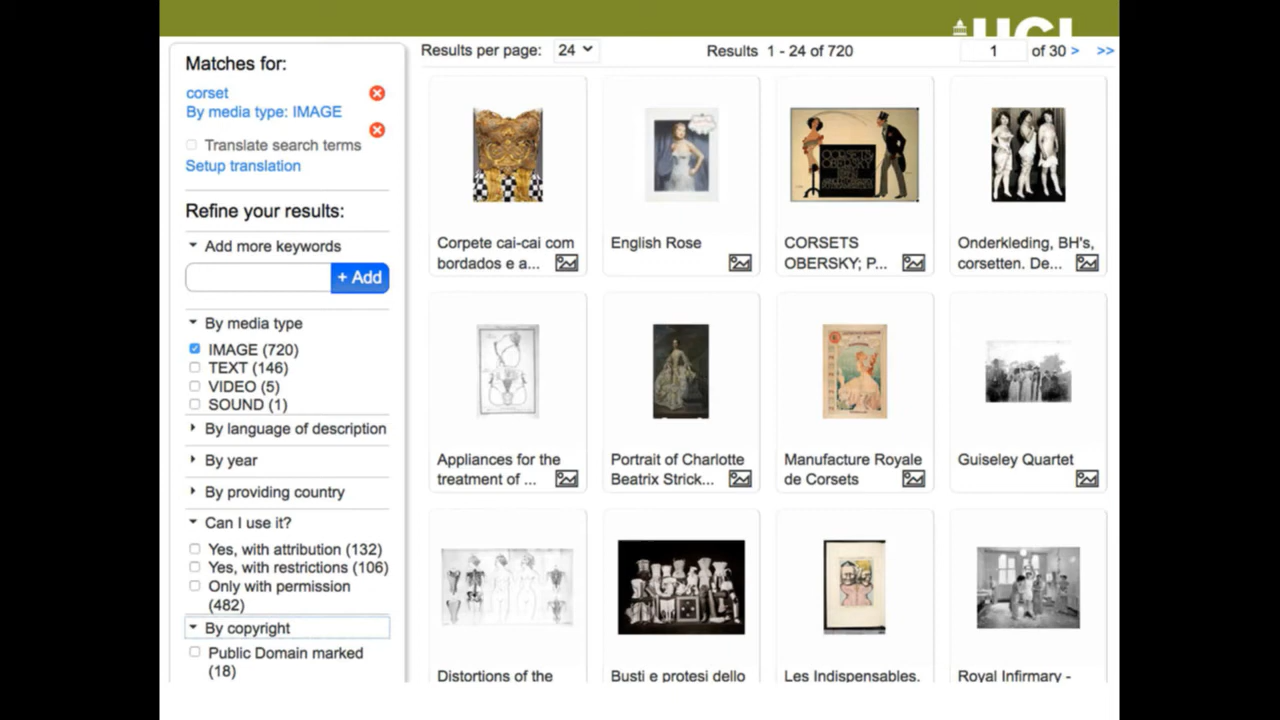 UCL
Results per page: 24
Results 1 - 24 of 720
1 of 30 > >>
Matches for:
corset
By media type: IMAGE
Translate search terms
Setup translation
Refine your results:
Add more keywords
+ Add
By media type
IMAGE (720)
TEXT (146)
VIDEO (5)
SOUND (1)
By language of description
By year
By providing country
Can I use it?
Yes, with attribution (132)
Yes, with restrictions (106)
Only with permission
(482)
By copyright
Public Domain marked
(18)
Corpete cai-cai com
bordados e a...
English Rose
CORSETS
OBERSKY
CORSETS
OBERSKY; P...
Onderkleding, BH's,
corsetten. De...
Appliances for the
treatment of ...
Portrait of Charlotte
Beatrix Strick...
Manufacture Royale
de Corsets
Guiseley Quartet
Distortions of the
Busti e protesi dello
Les Indispensables.
Royal Infirmary -